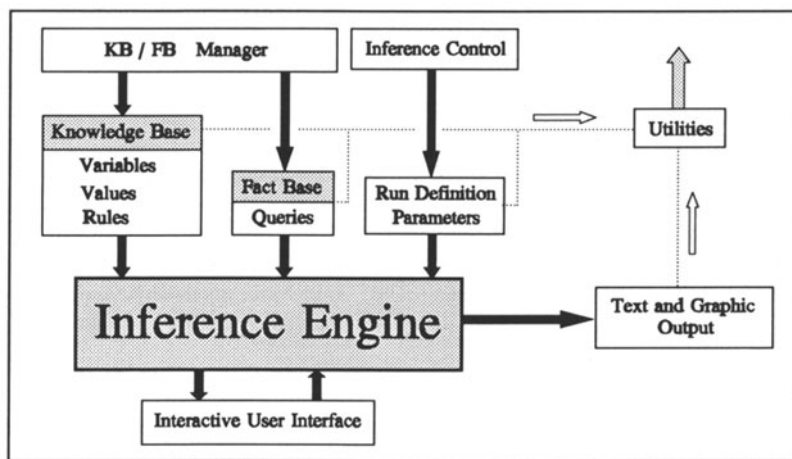 KB / FB Manager
Inference Control
Knowledge Base
Variables
Values
Rules
Fact Base
Queries
Run Definition
Parameters
Utilities
Inference Engine
Text and Graphic
Output
Interactive User Interface